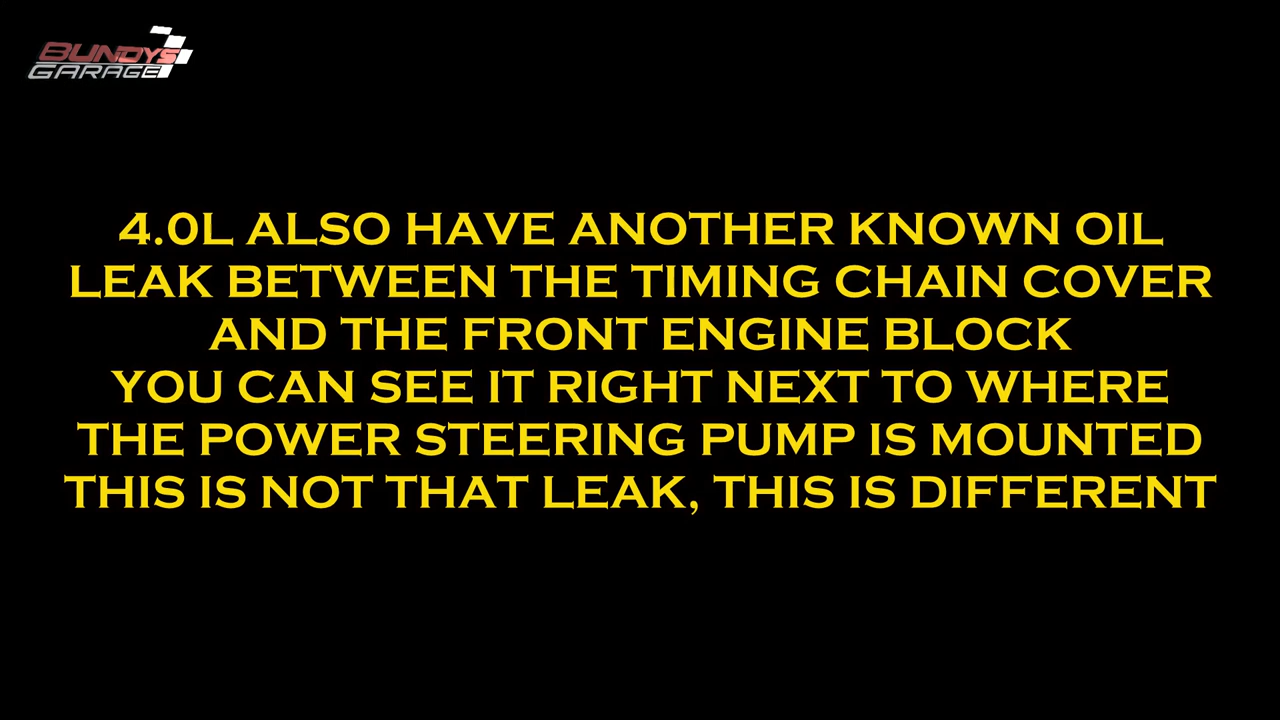 BUNDYS
GARAGE
4.0L ALSO HAVE ANOTHER KNOWN OIL
LEAK BETWEEN THE TIMING CHAIN COVER
AND THE FRONT ENGINE BLOCK
YOU CAN SEE IT RIGHT NEXT TO WHERE
THE POWER STEERING PUMP IS MOUNTED
THIS IS NOT THAT LEAK, THIS IS DIFFERENT